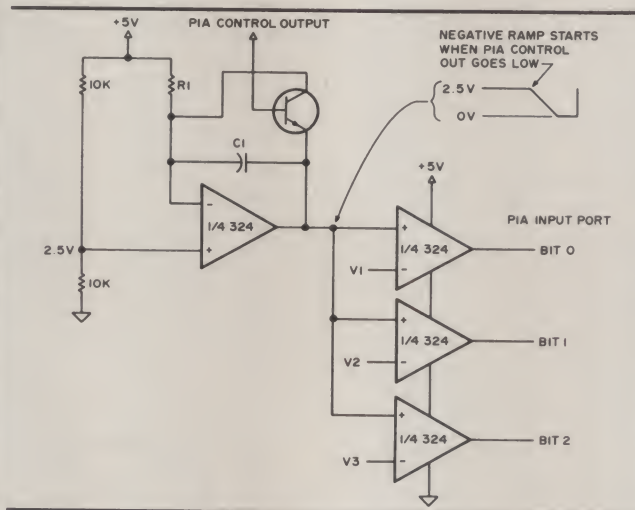 +5V
PIA CONTROL OUTPUT
10K
R1
C1
-
1/4 324
+
2.5V
10K
NEGATIVE RAMP STARTS
WHEN PIA CONTROL
OUT GOES LOW
2.5V
0V
+5V
PIA INPUT PORT
+
1/4 324
BIT 0
V1
-
+
1/4 324
BIT 1
V2
-
+
1/4 324
BIT 2
V3
-